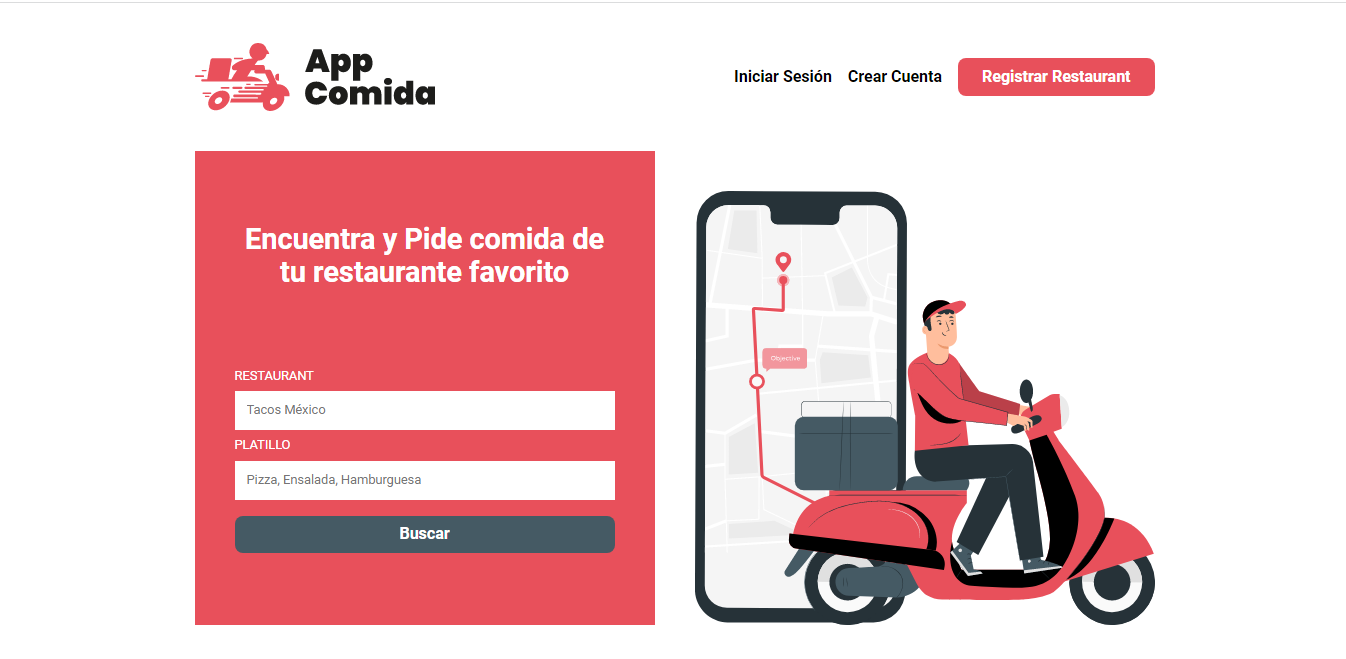 App
Comida
Iniciar Sesión
Crear Cuenta
Registrar Restaurant
Encuentra y Pide comida de
tu restaurante favorito
RESTAURANT
Tacos México
PLATILLO
Pizza, Ensalada, Hamburguesa
Buscar
Objective